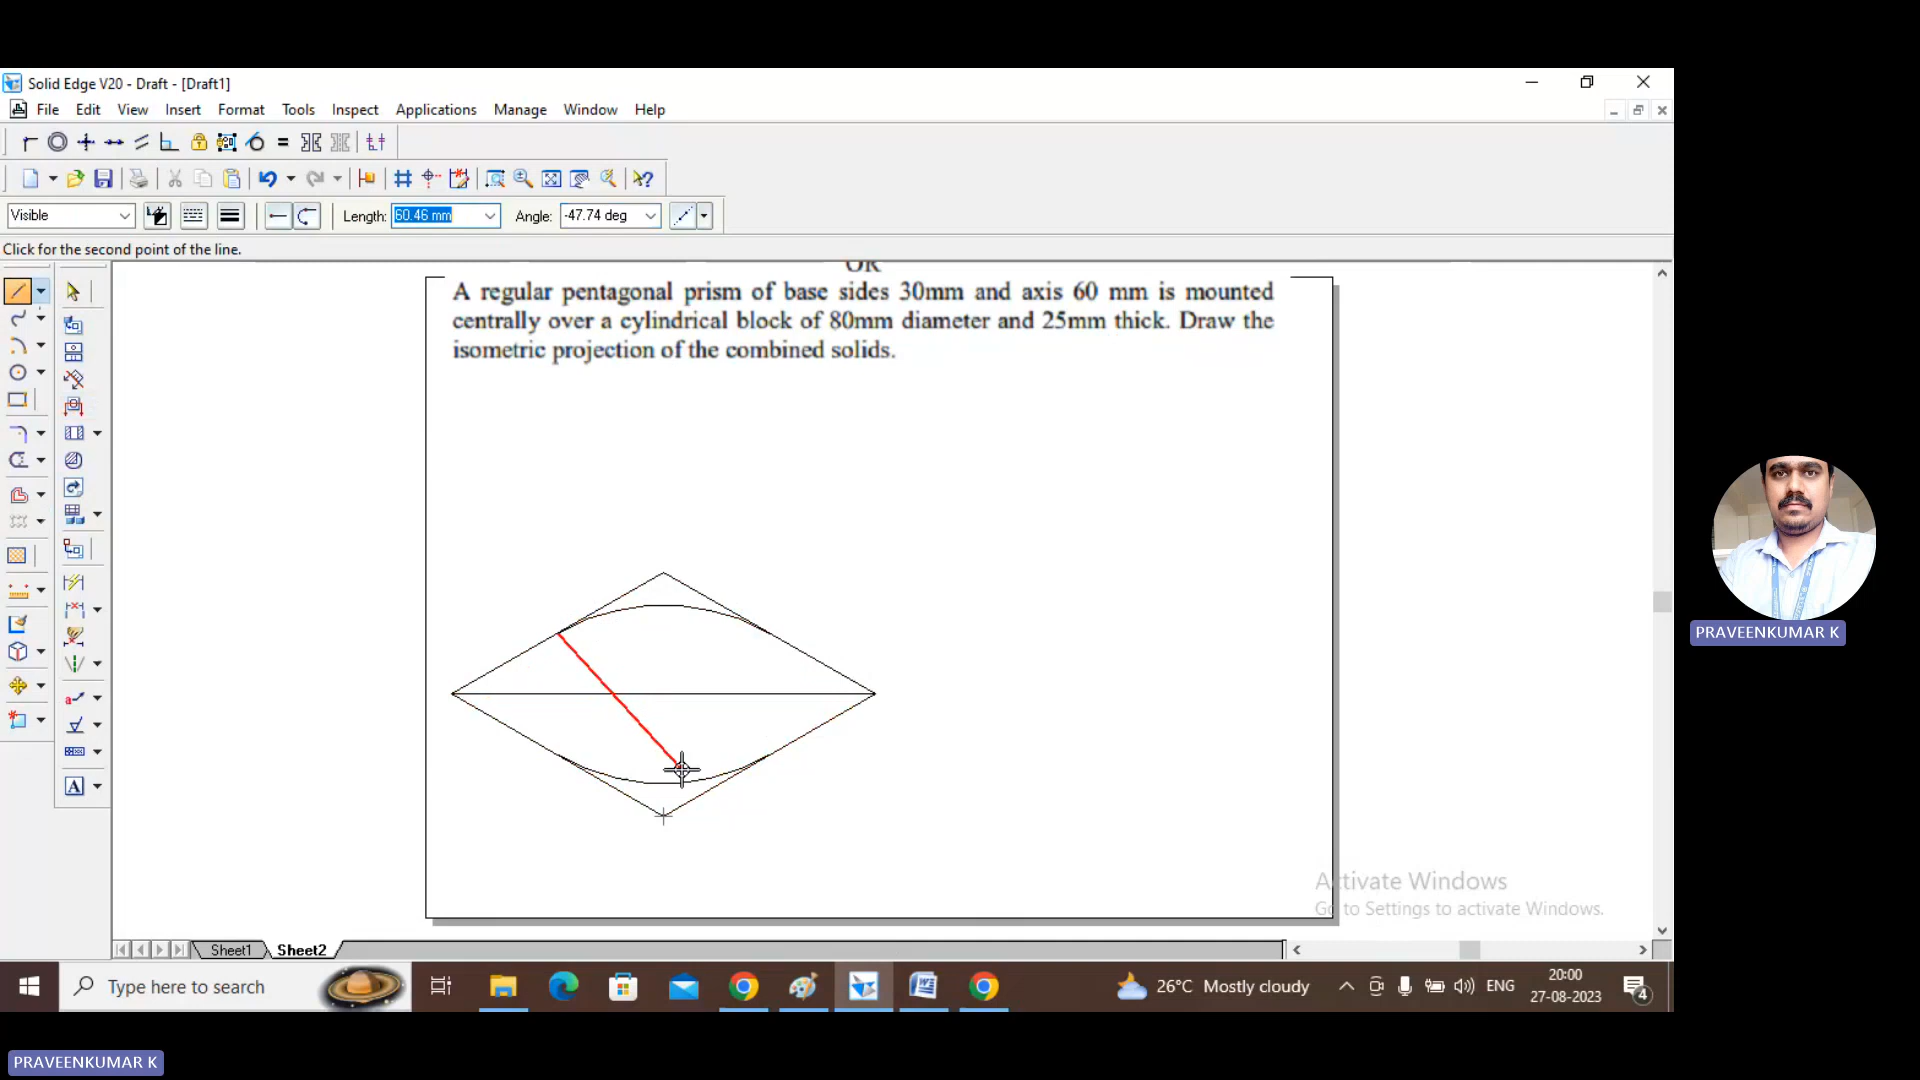 Solid Edge V20 - Draft - [Draft1]
File Edit View Insert Format Tools Inspect Applications Manage Window Help
Visible Length: 60.46 mm Angle: -47.74 deg
Click for the second point of the line.
OR
A regular pentagonal prism of base sides 30mm and axis 60 mm is mounted
centrally over a cylindrical block of 80mm diameter and 25mm thick. Draw the
isometric projection of the combined solids.
PRAVEENKUMAR K
Activate Windows
Go to Settings to activate Windows.
Sheet1 Sheet2
Type here to search
26°C Mostly cloudy
ENG
20:00
27-08-2023
4
PRAVEENKUMAR K